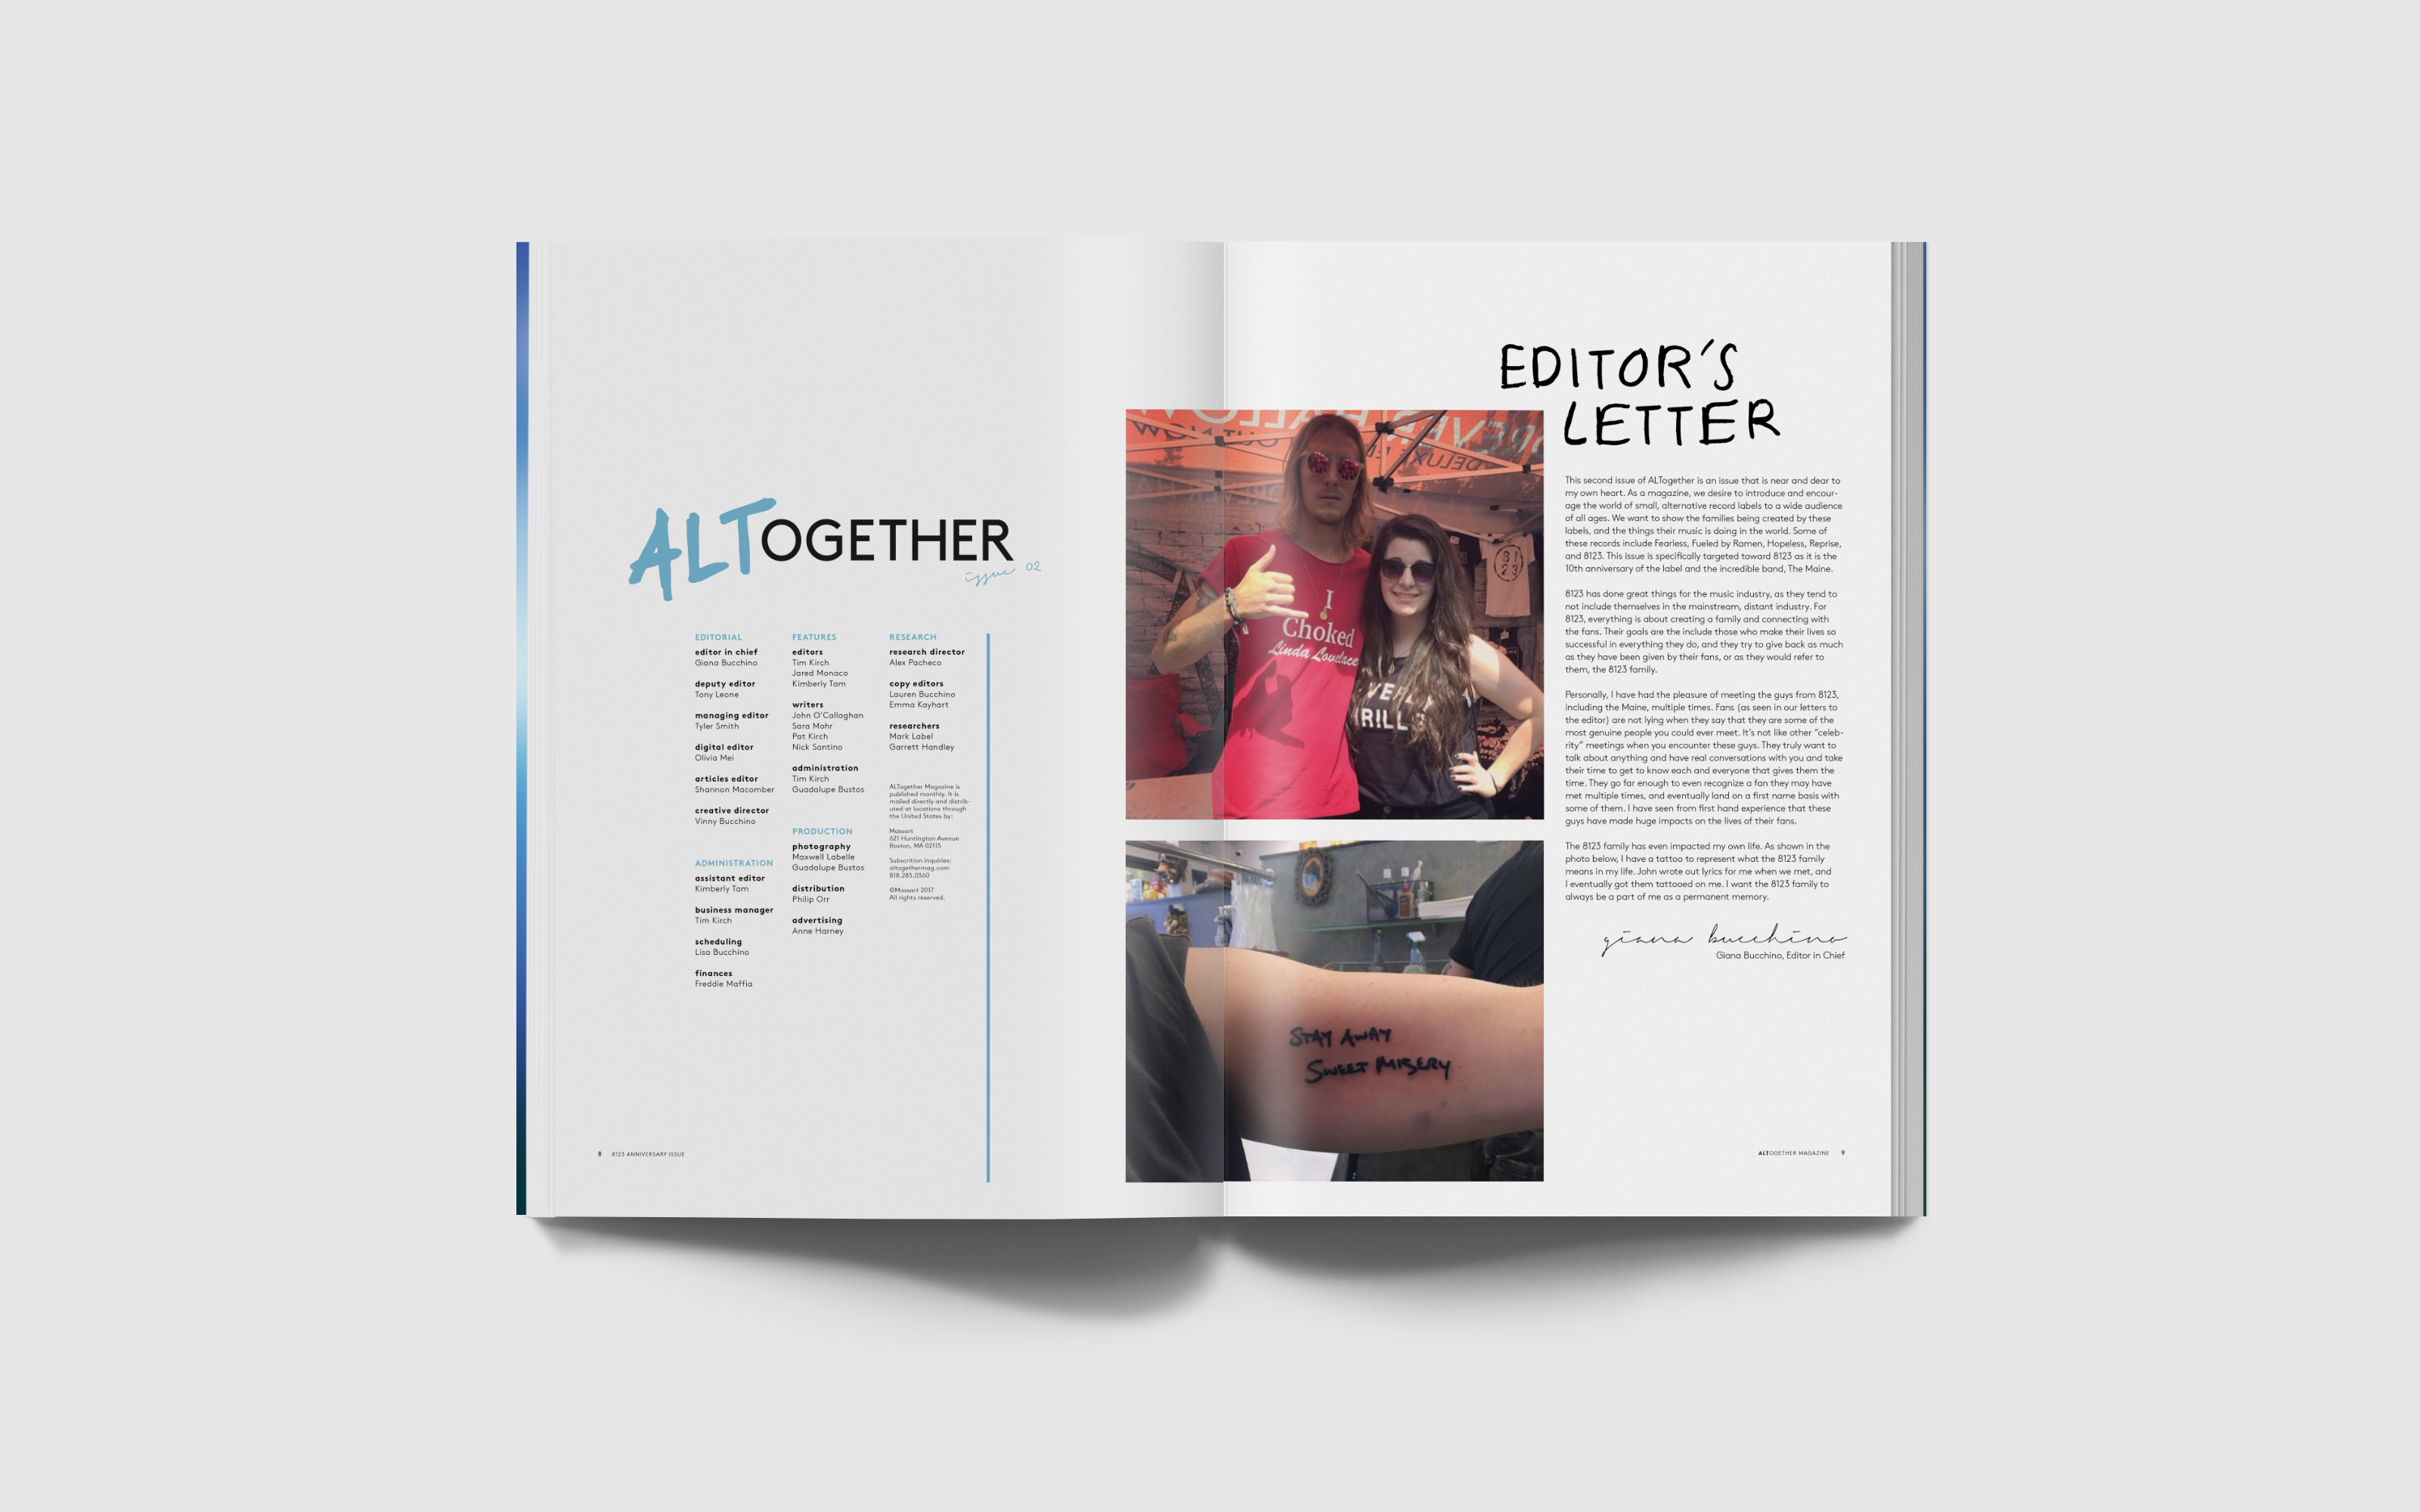 ALTOGETHER
issue 02
EDITORIAL
editor in chief
Giana Bucchino
deputy editor
Tony Leone
managing editor
Tyler Smith
digital editor
Olivia Mei
articles editor
Shannon Macomber
creative director
Vinny Bucchino
ADMINISTRATION
assistant editor
Kimberly Tam
business manager
Tim Kirch
scheduling
Lisa Bucchino
finances
Freddie Maffia
FEATURES
editors
Tim Kirch
Jared Monaco
Kimberly Tam
writers
John O'Callaghan
Sara Mohr
Pat Kirch
Nick Santino
administration
Tim Kirch
Guadalupe Bustos
PRODUCTION
photography
Maxwell Labelle
Guadalupe Bustos
distribution
Philip Orr
advertising
Anne Harney
RESEARCH
research director
Alex Pacheco
copy editors
Lauren Bucchino
Emma Kayhart
researchers
Mark Label
Garrett Handley
ALTogether Magazine is
published monthly. It is
mailed directly and distrib-
uted at locations through
the United States by:
Massart
621 Huntington Avenue
Boston, MA 02115
Subscrition inquiries:
altogethermag.com
818.285.0360
©Massart 2017
All rights reserved.
8 8123 ANNIVERSARY ISSUE
EDITOR'S
LETTER
DELUXE
81
23
I
Choked
Linda Lovelace
STAY AWAY
SWEET MISERY
This second issue of ALTogether is an issue that is near and dear to
my own heart. As a magazine, we desire to introduce and encour-
age the world of small, alternative record labels to a wide audience
of all ages. We want to show the families being created by these
labels, and the things their music is doing in the world. Some of
these records include Fearless, Fueled by Ramen, Hopeless, Reprise,
and 8123. This issue is specifically targeted toward 8123 as it is the
10th anniversary of the label and the incredible band, The Maine.
8123 has done great things for the music industry, as they tend to
not include themselves in the mainstream, distant industry. For
8123, everything is about creating a family and connecting with
the fans. Their goals are the include those who make their lives so
successful in everything they do, and they try to give back as much
as they have been given by their fans, or as they would refer to
them, the 8123 family.
Personally, I have had the pleasure of meeting the guys from 8123,
including the Maine, multiple times. Fans (as seen in our letters to
the editor) are not lying when they say that they are some of the
most genuine people you could ever meet. It's not like other “celeb-
rity” meetings when you encounter these guys. They truly want to
talk about anything and have real conversations with you and take
their time to get to know each and everyone that gives them the
time. They go far enough to even recognize a fan they may have
met multiple times, and eventually land on a first name basis with
some of them. I have seen from first hand experience that these
guys have made huge impacts on the lives of their fans.
The 8123 family has even impacted my own life. As shown in the
photo below, I have a tattoo to represent what the 8123 family
means in my life. John wrote out lyrics for me when we met, and
I eventually got them tattooed on me. I want the 8123 family to
always be a part of me as a permanent memory.
giana bucchino
Giana Bucchino, Editor in Chief
ALTOGETHER MAGAZINE 9